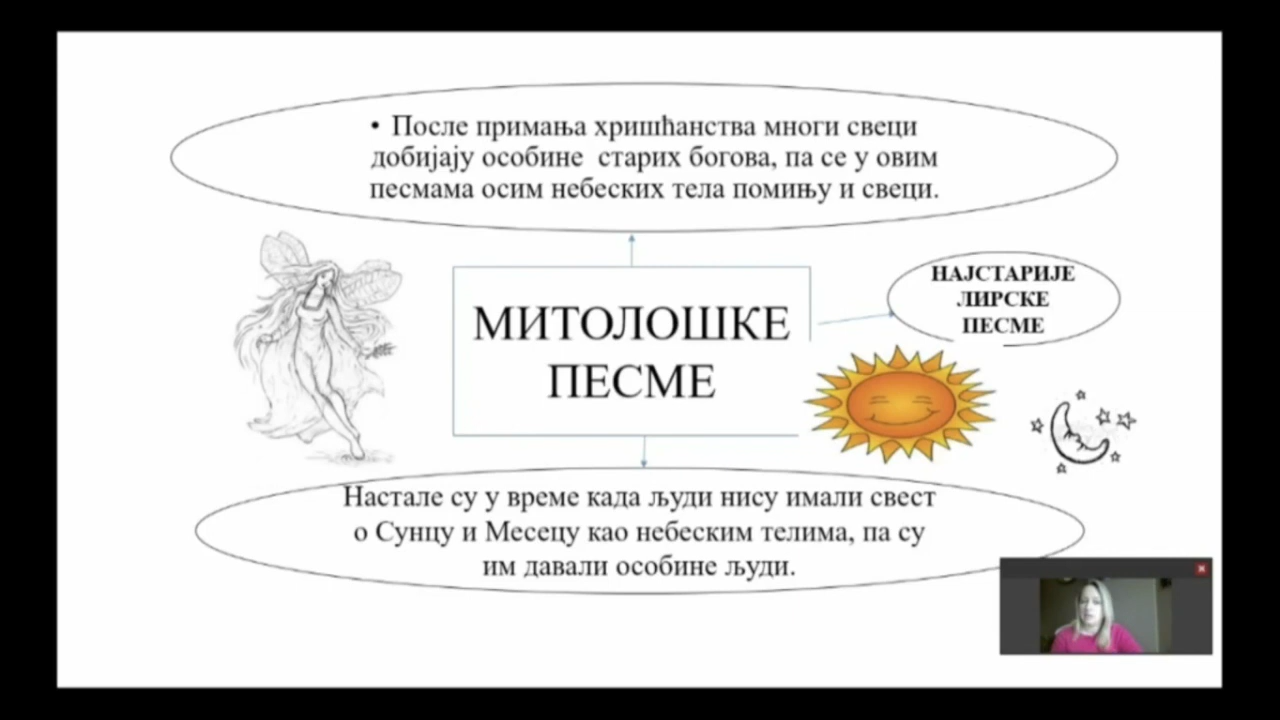 • После примања хришћанства многи свеци
добијају особине старих богова, па се у овим
песмама осим небеских тела помињу и свеци.
МИТОЛОШКЕ
ПЕСМЕ
НАЈСТАРИЈЕ
ЛИРСКЕ
ПЕСМЕ
Настале су у време када људи нису имали свест
о Сунцу и Месецу као небеским телима, па су
им давали особине људи.